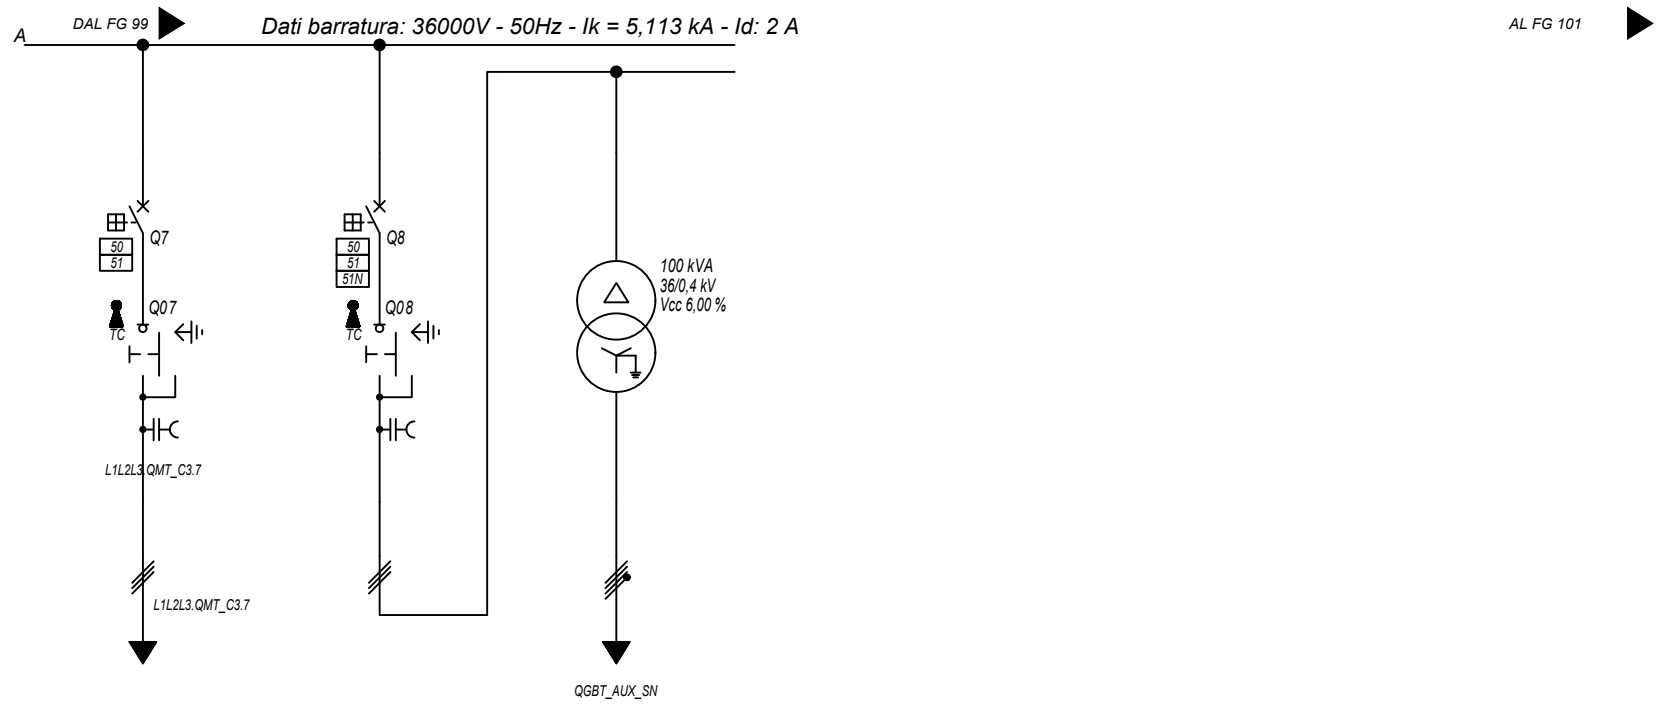 DAL FG 99
Dati barratura: 36000V - 50Hz - Ik = 5,113 kA - Id: 2 A
AL FG 101
A
Q7
50
51
Q07
TC
L1L2L3.QMT_C3.7
L1L2L3.QMT_C3.7
Q8
50
51
51N
Q08
TC
100 kVA
36/0,4 kV
Vcc 6,00 %
QGBT_AUX_SN